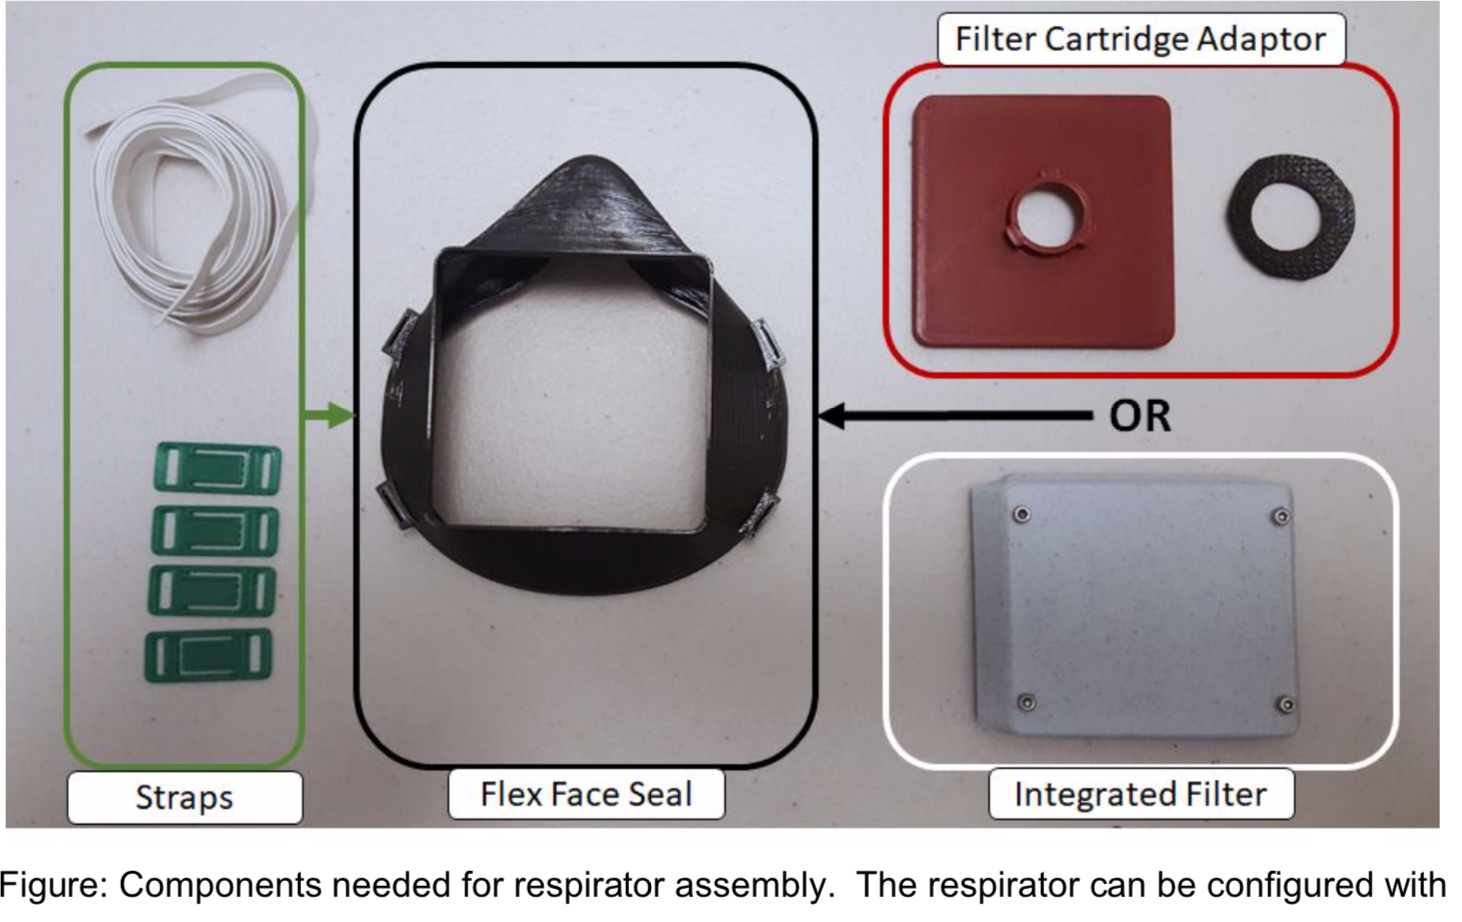 Filter Cartridge Adaptor
OR
Straps
Flex Face Seal
Integrated Filter
Figure: Components needed for respirator assembly. The respirator can be configured with